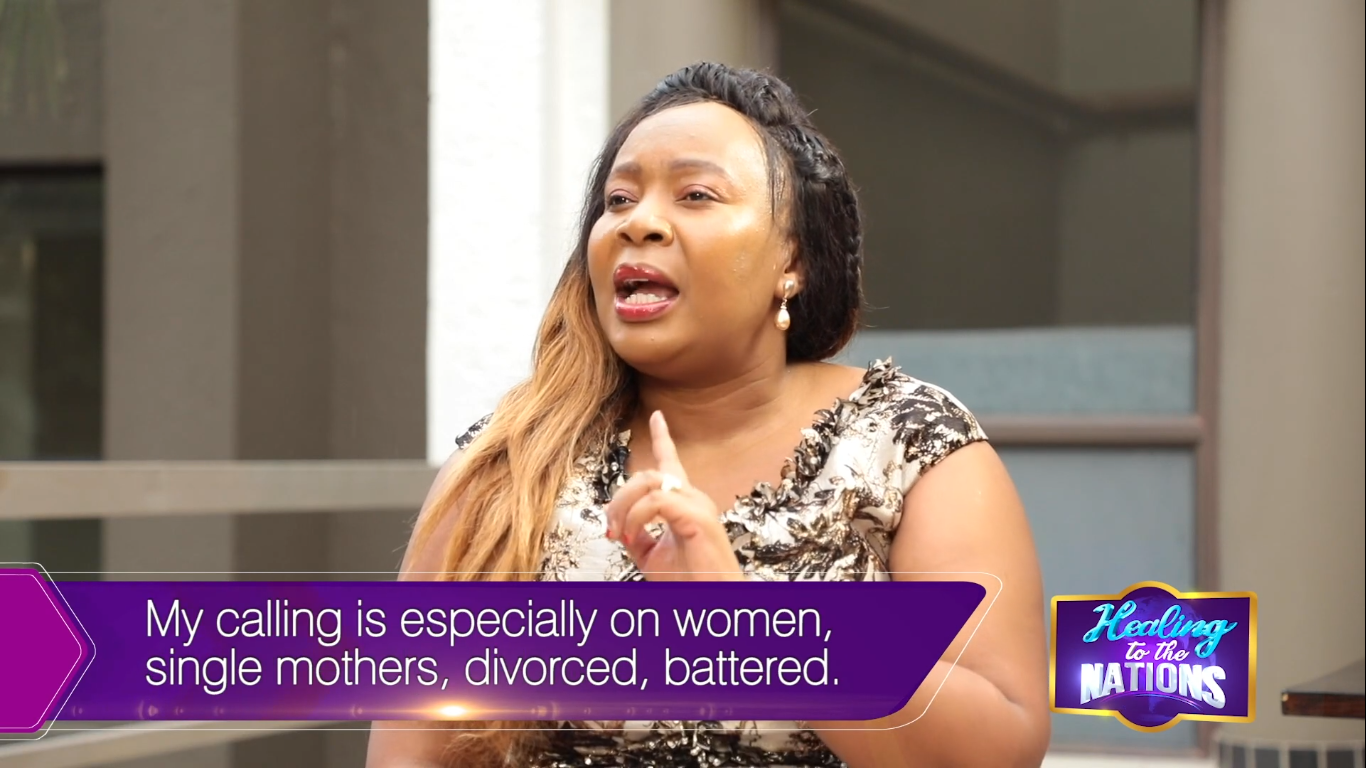 My calling is especially on women,
single mothers, divorced, battered.
Healing
to the
NATIONS